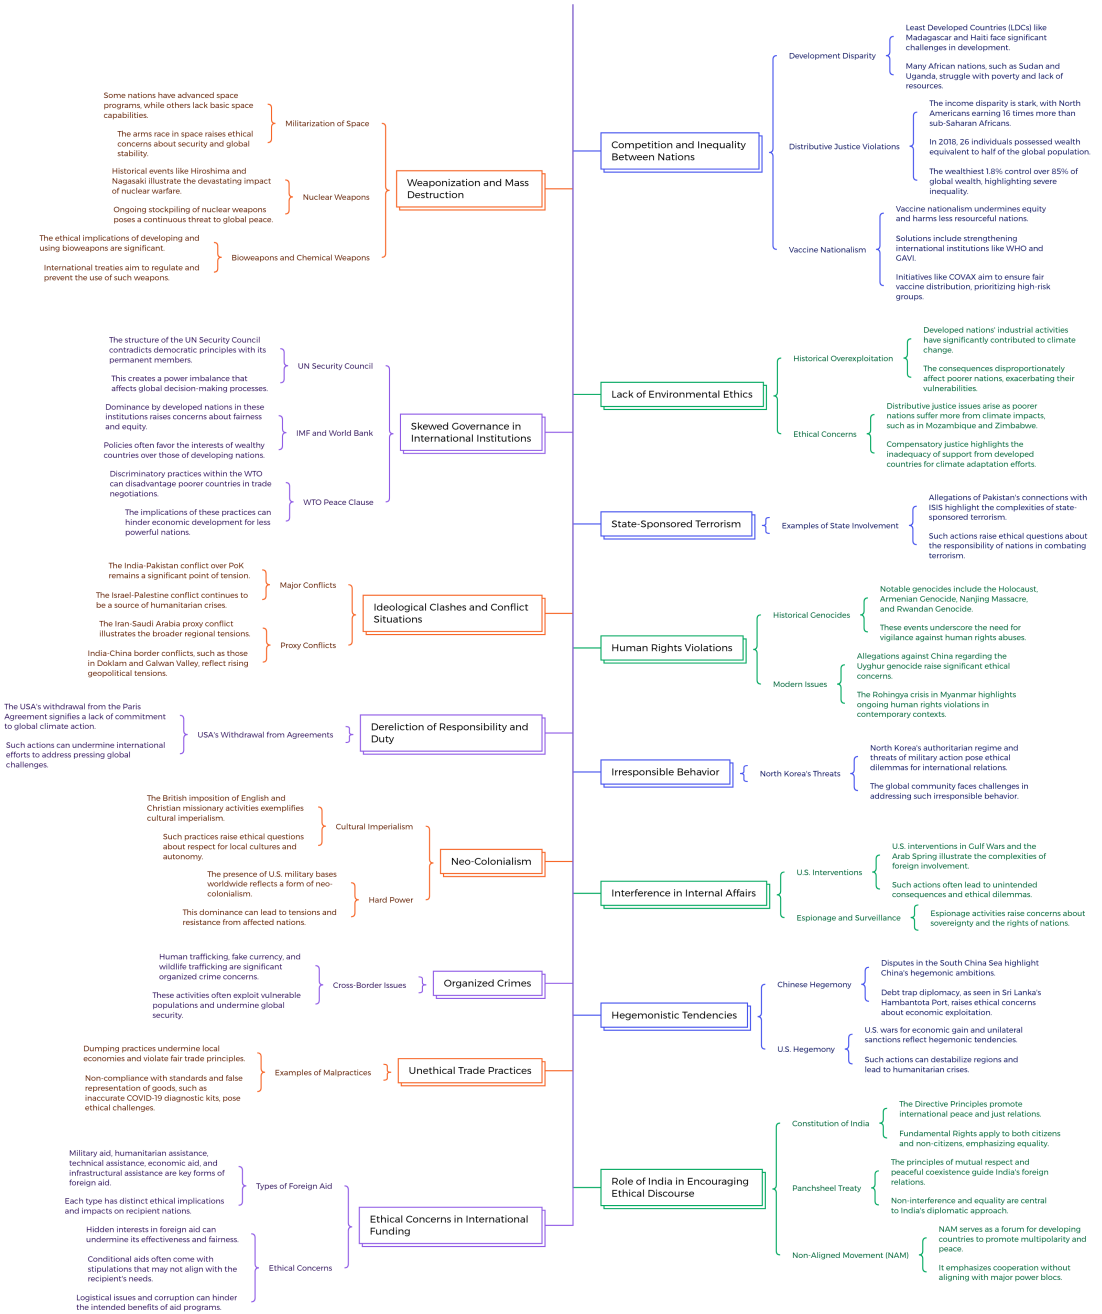 Weaponization and Mass
Destruction
Militarization of Space
Some nations have advanced space
programs, while others lack basic space
capabilities.
The arms race in space raises ethical
concerns about security and global
stability.
Nuclear Weapons
Historical events like Hiroshima and
Nagasaki illustrate the devastating impact
of nuclear warfare.
Ongoing stockpiling of nuclear weapons
poses a continuous threat to global peace.
Bioweapons and Chemical Weapons
The ethical implications of developing and
using bioweapons are significant.
International treaties aim to regulate and
prevent the use of such weapons.
Skewed Governance in
International Institutions
UN Security Council
The structure of the UN Security Council
contradicts democratic principles with its
permanent members.
This creates a power imbalance that
affects global decision-making processes.
IMF and World Bank
Dominance by developed nations in these
institutions raises concerns about fairness
and equity.
Policies often favor the interests of wealthy
countries over those of developing nations.
WTO Peace Clause
Discriminatory practices within the WTO
can disadvantage poorer countries in trade
negotiations.
The implications of these practices can
hinder economic development for less
powerful nations.
Ideological Clashes and Conflict
Situations
Major Conflicts
The India-Pakistan conflict over PoK
remains a significant point of tension.
The Israel-Palestine conflict continues to
be a source of humanitarian crises.
Proxy Conflicts
The Iran-Saudi Arabia proxy conflict
illustrates the broader regional tensions.
India-China border conflicts, such as those
in Doklam and Galwan Valley, reflect rising
geopolitical tensions.
Dereliction of Responsibility and
Duty
USA's Withdrawal from Agreements
The USA's withdrawal from the Paris
Agreement signifies a lack of commitment
to global climate action.
Such actions can undermine international
efforts to address pressing global
challenges.
Neo-Colonialism
Cultural Imperialism
The British imposition of English and
Christian missionary activities exemplifies
cultural imperialism.
Such practices raise ethical questions
about respect for local cultures and
autonomy.
Hard Power
The presence of U.S. military bases
worldwide reflects a form of neo-
colonialism.
This dominance can lead to tensions and
resistance from affected nations.
Organized Crimes
Cross-Border Issues
Human trafficking, fake currency, and
wildlife trafficking are significant
organized crime concerns.
These activities often exploit vulnerable
populations and undermine global
security.
Unethical Trade Practices
Examples of Malpractices
Dumping practices undermine local
economies and violate fair trade principles.
Non-compliance with standards and false
representation of goods, such as
inaccurate COVID-19 diagnostic kits, pose
ethical challenges.
Ethical Concerns in International
Funding
Types of Foreign Aid
Military aid, humanitarian assistance,
technical assistance, economic aid, and
infrastructural assistance are key forms of
foreign aid.
Each type has distinct ethical implications
and impacts on recipient nations.
Ethical Concerns
Hidden interests in foreign aid can
undermine its effectiveness and fairness.
Conditional aids often come with
stipulations that may not align with the
recipient's needs.
Logistical issues and corruption can hinder
the intended benefits of aid programs.
Competition and Inequality
Between Nations
Development Disparity
Least Developed Countries (LDCs) like
Madagascar and Haiti face significant
challenges in development.
Many African nations, such as Sudan and
Uganda, struggle with poverty and lack of
resources.
Distributive Justice Violations
The income disparity is stark, with North
Americans earning 16 times more than
sub-Saharan Africans.
In 2018, 26 individuals possessed wealth
equivalent to half of the global population.
The wealthiest 1.8% control over 85% of
global wealth, highlighting severe
inequality.
Vaccine Nationalism
Vaccine nationalism undermines equity
and harms less resourceful nations.
Solutions include strengthening
international institutions like WHO and
GAVI.
Initiatives like COVAX aim to ensure fair
vaccine distribution, prioritizing high-risk
groups.
Lack of Environmental Ethics
Historical Overexploitation
Developed nations' industrial activities
have significantly contributed to climate
change.
The consequences disproportionately
affect poorer nations, exacerbating their
vulnerabilities.
Ethical Concerns
Distributive justice issues arise as poorer
nations suffer more from climate impacts,
such as in Mozambique and Zimbabwe.
Compensatory justice highlights the
inadequacy of support from developed
countries for climate adaptation efforts.
State-Sponsored Terrorism
Examples of State Involvement
Allegations of Pakistan's connections with
ISIS highlight the complexities of state-
sponsored terrorism.
Such actions raise ethical questions about
the responsibility of nations in combating
terrorism.
Human Rights Violations
Historical Genocides
Notable genocides include the Holocaust,
Armenian Genocide, Nanjing Massacre,
and Rwandan Genocide.
These events underscore the need for
vigilance against human rights abuses.
Modern Issues
Allegations against China regarding the
Uyghur genocide raise significant ethical
concerns.
The Rohingya crisis in Myanmar highlights
ongoing human rights violations in
contemporary contexts.
Irresponsible Behavior
North Korea's Threats
North Korea's authoritarian regime and
threats of military action pose ethical
dilemmas for international relations.
The global community faces challenges in
addressing such irresponsible behavior.
Interference in Internal Affairs
U.S. Interventions
U.S. interventions in Gulf Wars and the
Arab Spring illustrate the complexities of
foreign involvement.
Such actions often lead to unintended
consequences and ethical dilemmas.
Espionage and Surveillance
Espionage activities raise concerns about
sovereignty and the rights of nations.
Hegemonistic Tendencies
Chinese Hegemony
Disputes in the South China Sea highlight
China's hegemonic ambitions.
Debt trap diplomacy, as seen in Sri Lanka's
Hambantota Port, raises ethical concerns
about economic exploitation.
U.S. Hegemony
U.S. wars for economic gain and unilateral
sanctions reflect hegemonic tendencies.
Such actions can destabilize regions and
lead to humanitarian crises.
Role of India in Encouraging
Ethical Discourse
Constitution of India
The Directive Principles promote
international peace and just relations.
Fundamental Rights apply to both citizens
and non-citizens, emphasizing equality.
Panchsheel Treaty
The principles of mutual respect and
peaceful coexistence guide India's foreign
relations.
Non-interference and equality are central
to India's diplomatic approach.
Non-Aligned Movement (NAM)
NAM serves as a forum for developing
countries to promote multipolarity and
peace.
It emphasizes cooperation without
aligning with major power blocs.